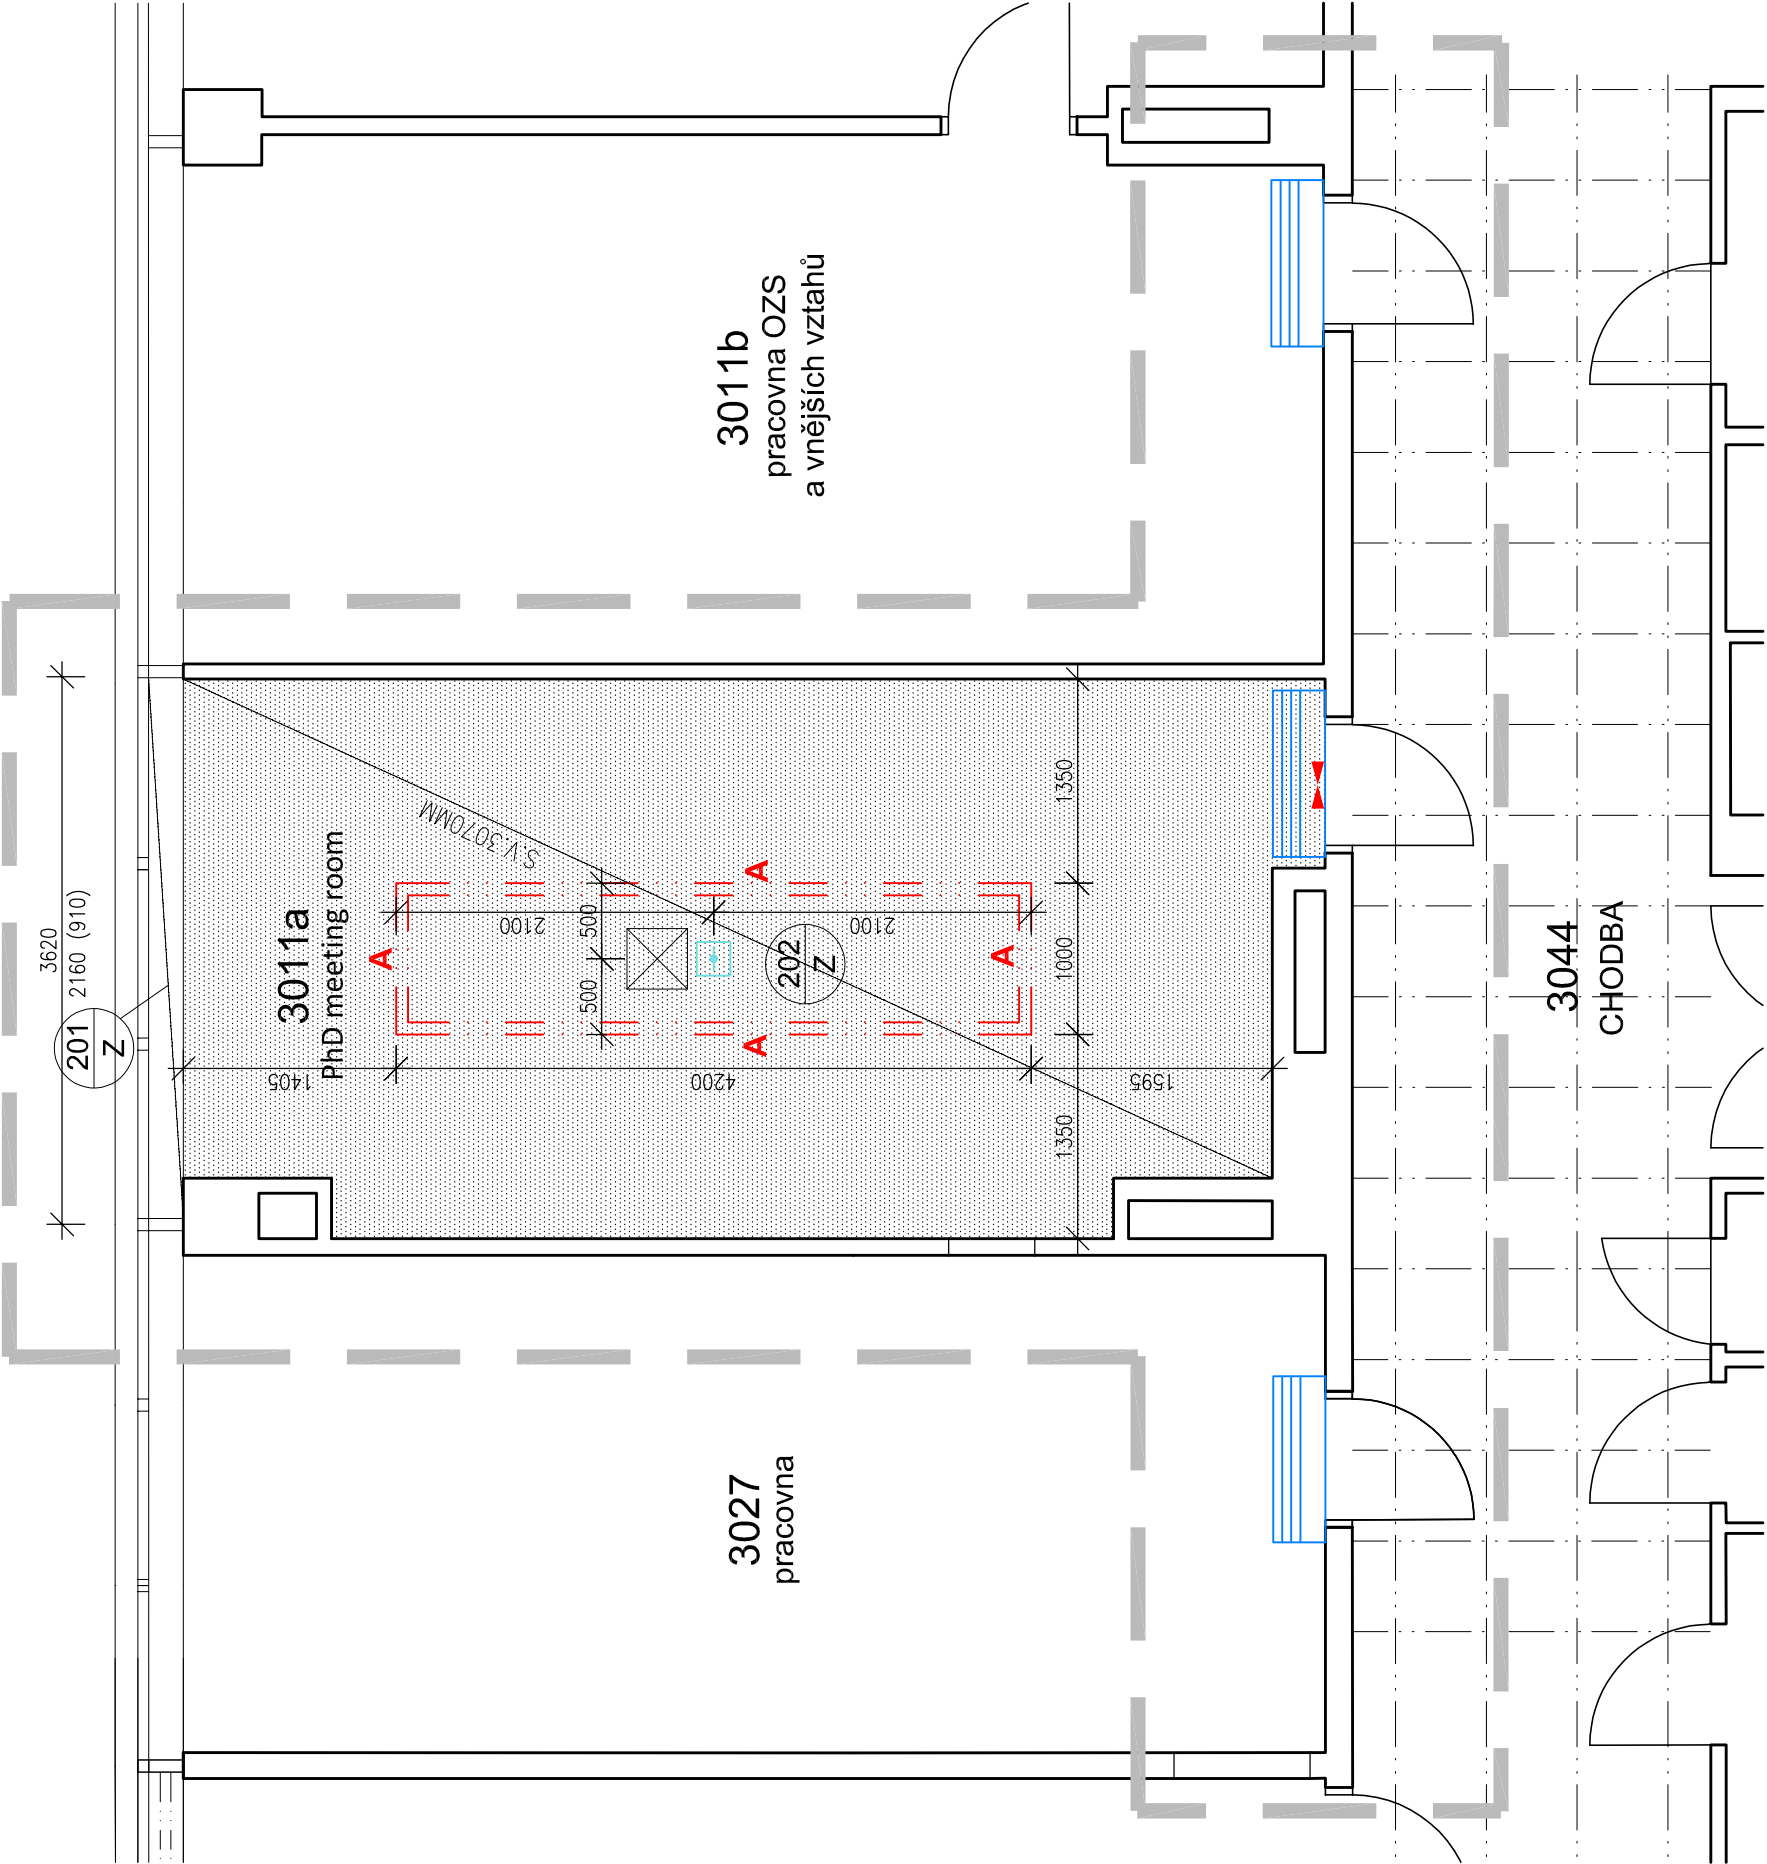 3011b
pracovna OZS
a vnějších vztahů
3620
2160 (910)
201
Z
3011a
PhD meeting room
S.V.3070MM
A
A
A
A
2100
2100
500
500
202
Z
1405
4200
1595
1350
1000
1350
3044
CHODBA
3027
pracovna